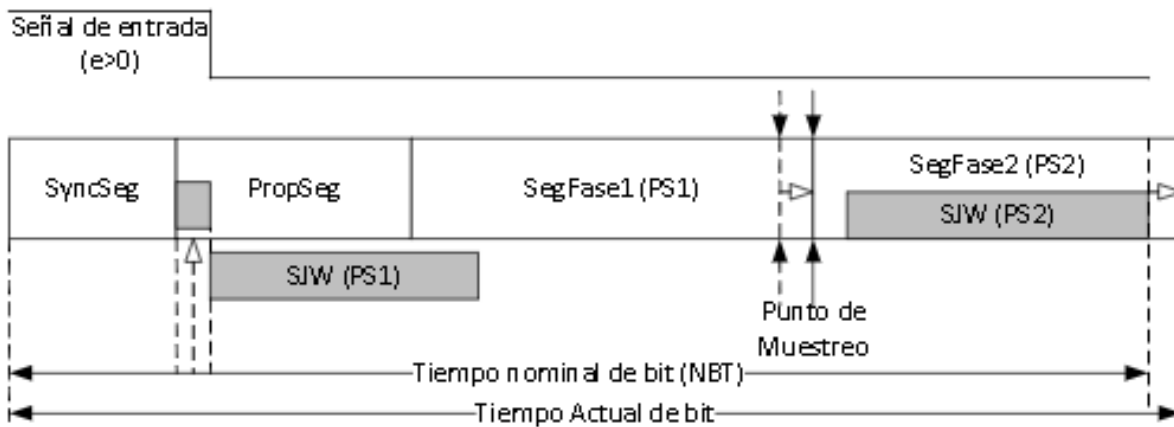 Señal de entrada
(e>0)
SyncSeg
PropSeg
SegFase1 (PS1)
SegFase2 (PS2)
SJW (PS2)
SJW (PS1)
Punto de
Muestreo
Tiempo nominal de bit (NBT)
Tiempo Actual de bit